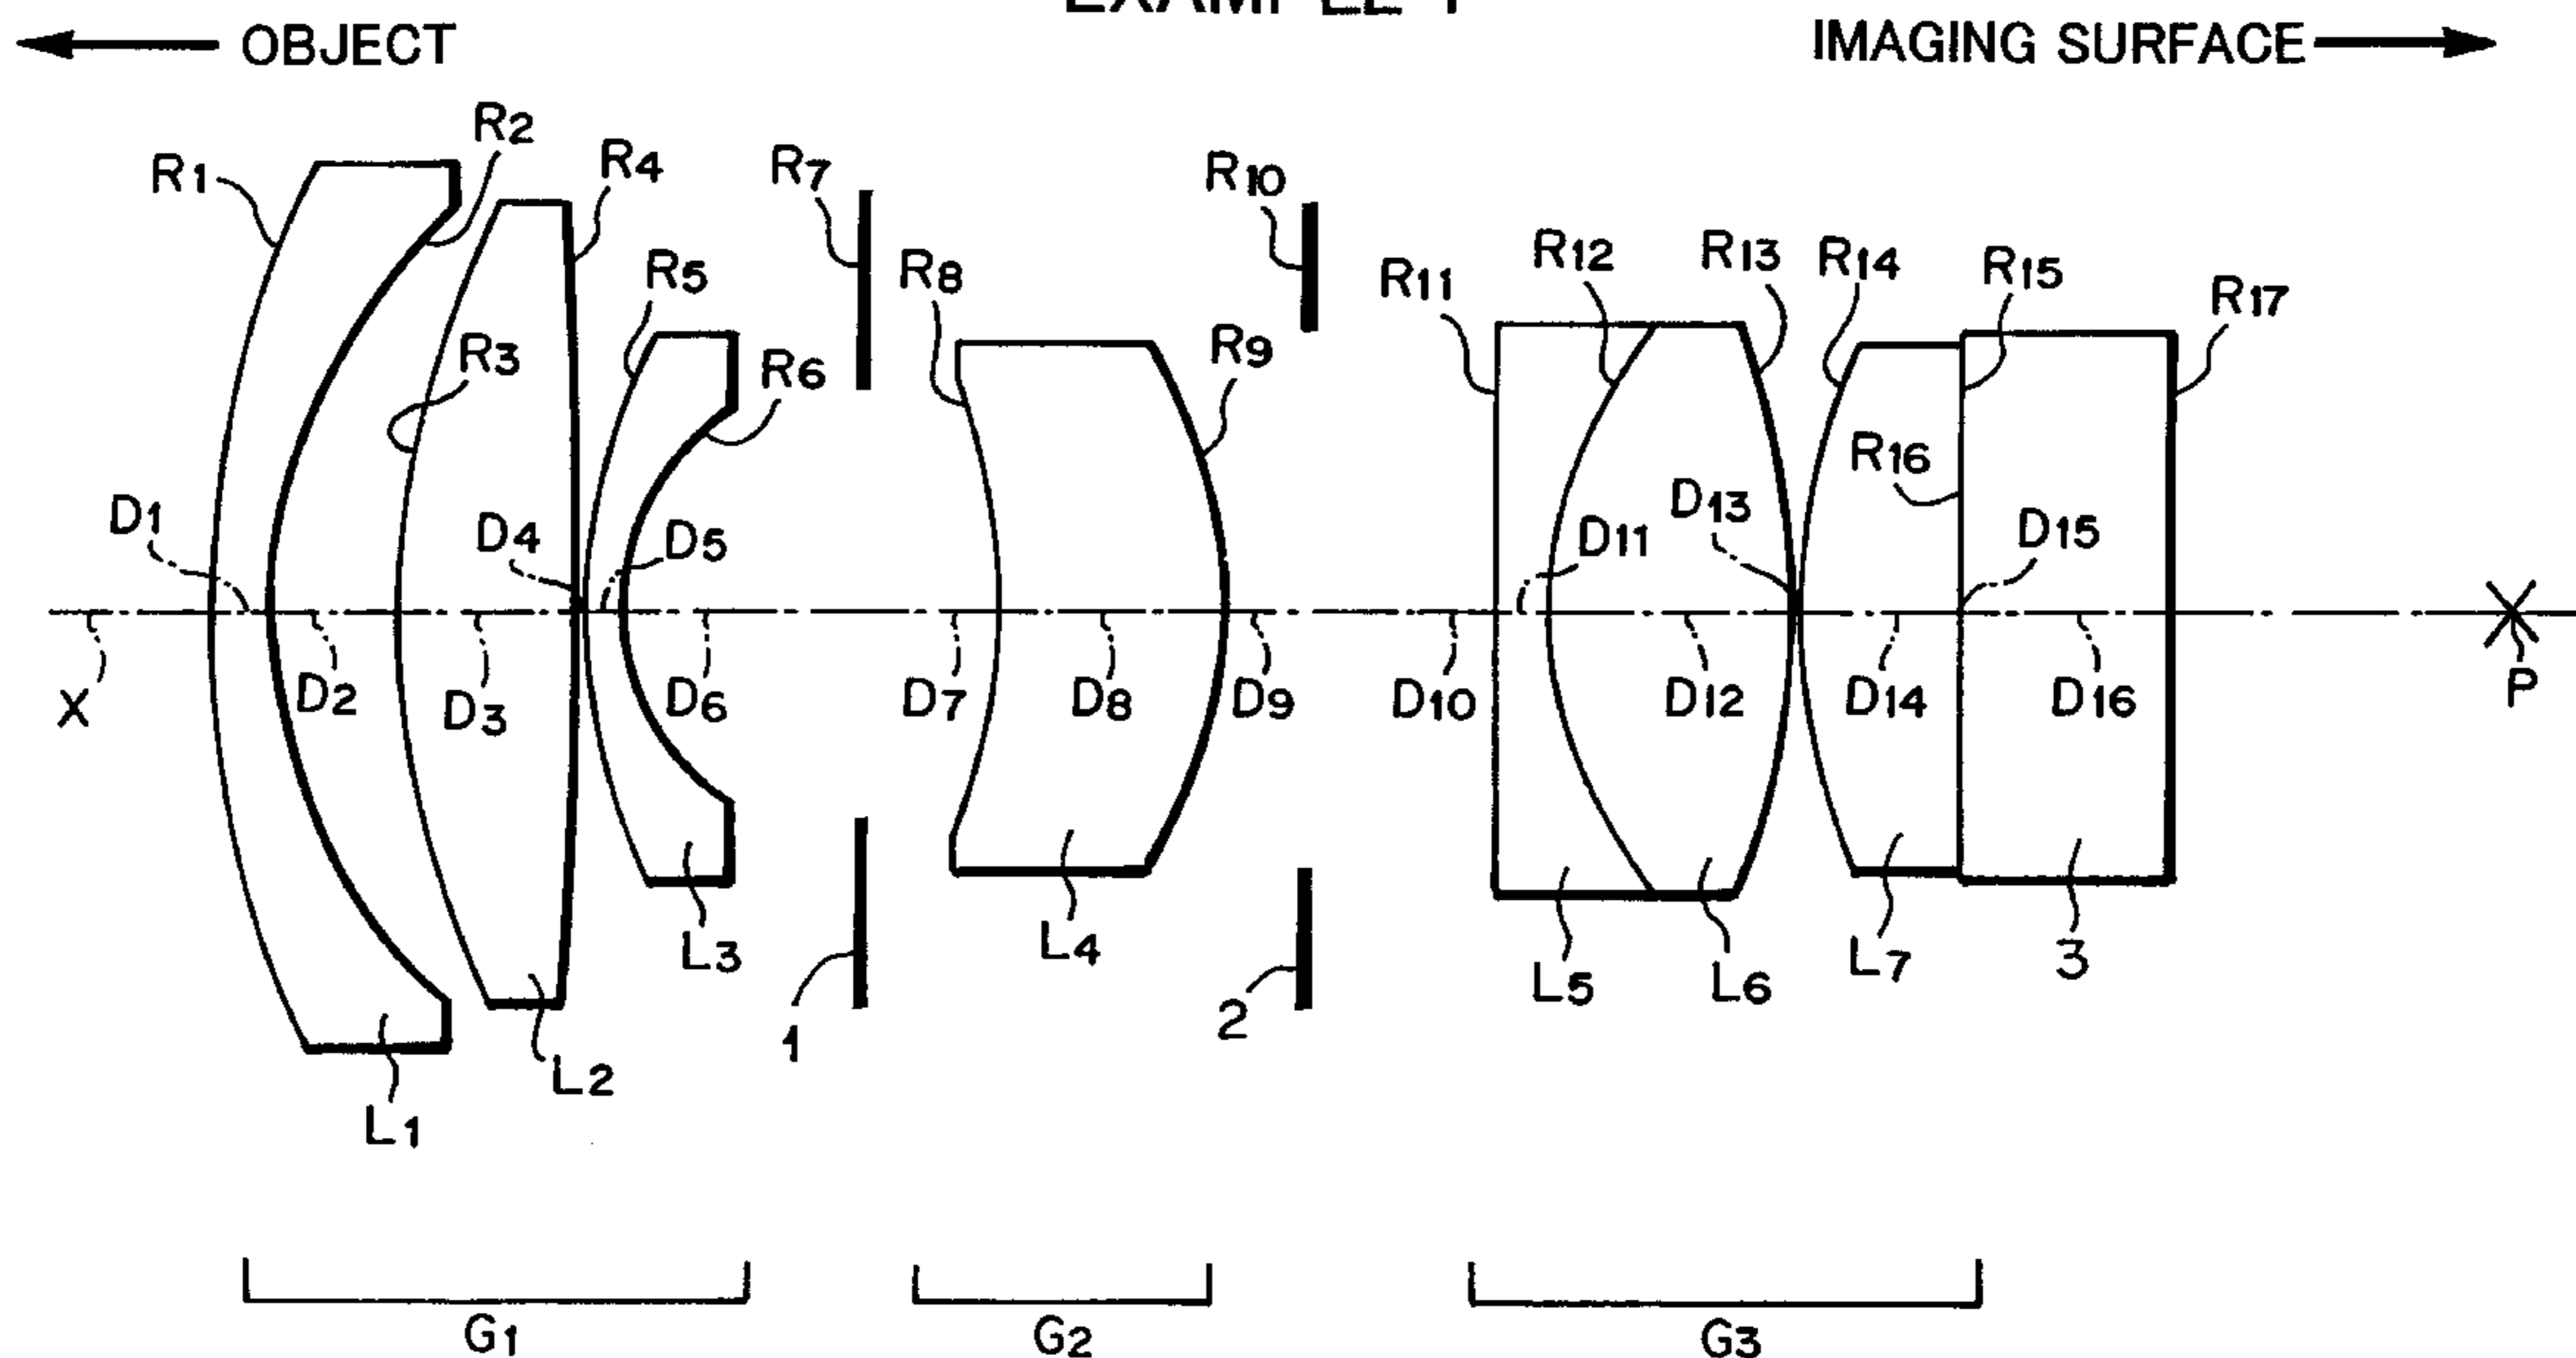 OBJECT IMAGING SURFACE
R1 R2 R4 R7 R10
R3 R5 R6 R8 R9 R11 R12 R13 R14 R15 R16 R17
D1 D4 D5 D11 D13 D15
X D2 D3 D6 D7 D8 D9 D10 D12 D14 D16 P
L1 L2 L3 1 L4 2 L5 L6 L7 3
G1 G2 G3